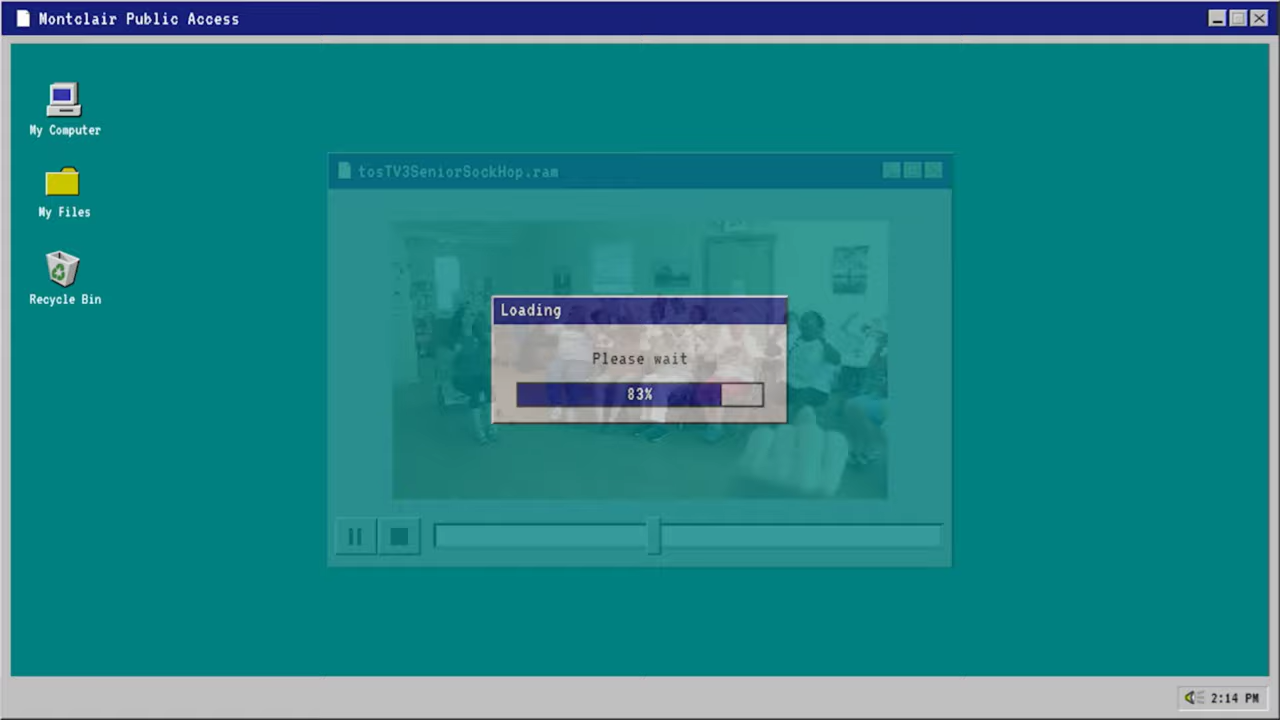 Montclair Public Access
My Computer
tosTV3SeniorSockHop.ram
My Files
Recycle Bin
Loading
Please wait
83%
2:14 PM